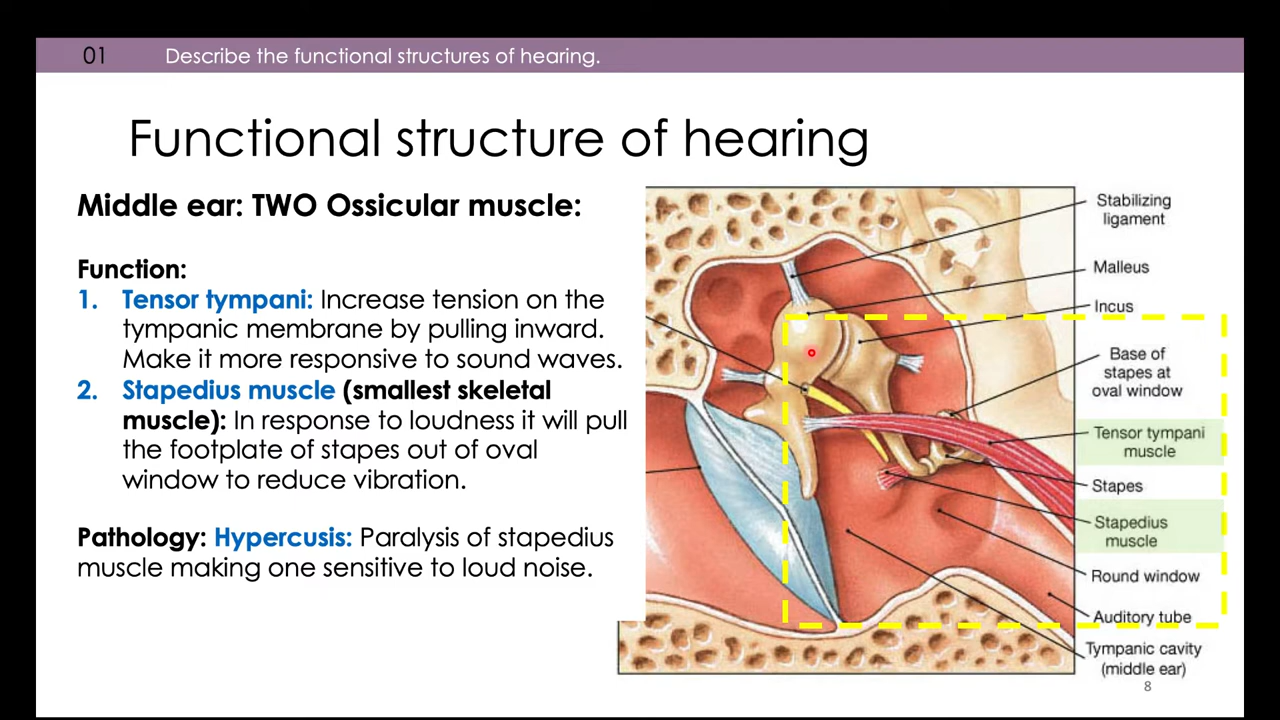 01
Describe the functional structures of hearing.
Functional structure of hearing
Middle ear: TWO Ossicular muscle:
Function:
1. Tensor tympani: Increase tension on the
tympanic membrane by pulling inward.
Make it more responsive to sound waves.
2. Stapedius muscle (smallest skeletal
muscle): In response to loudness it will pull
the footplate of stapes out of oval
window to reduce vibration.
Pathology: Hypercusis: Paralysis of stapedius
muscle making one sensitive to loud noise.
Stabilizing
ligament
Malleus
Incus
Base of
stapes at
oval window
Tensor tympani
muscle
Stapes
Stapedius
muscle
Round window
Auditory tube
Tympanic cavity
(middle ear)
8